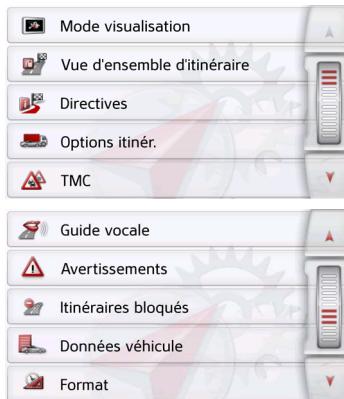 Mode visualisation
Vue d'ensemble d'itinéraire
Directives
Options itinér.
TMC
Guide vocale
Avertissements
Itinéraires bloqués
Données véhicule
Format